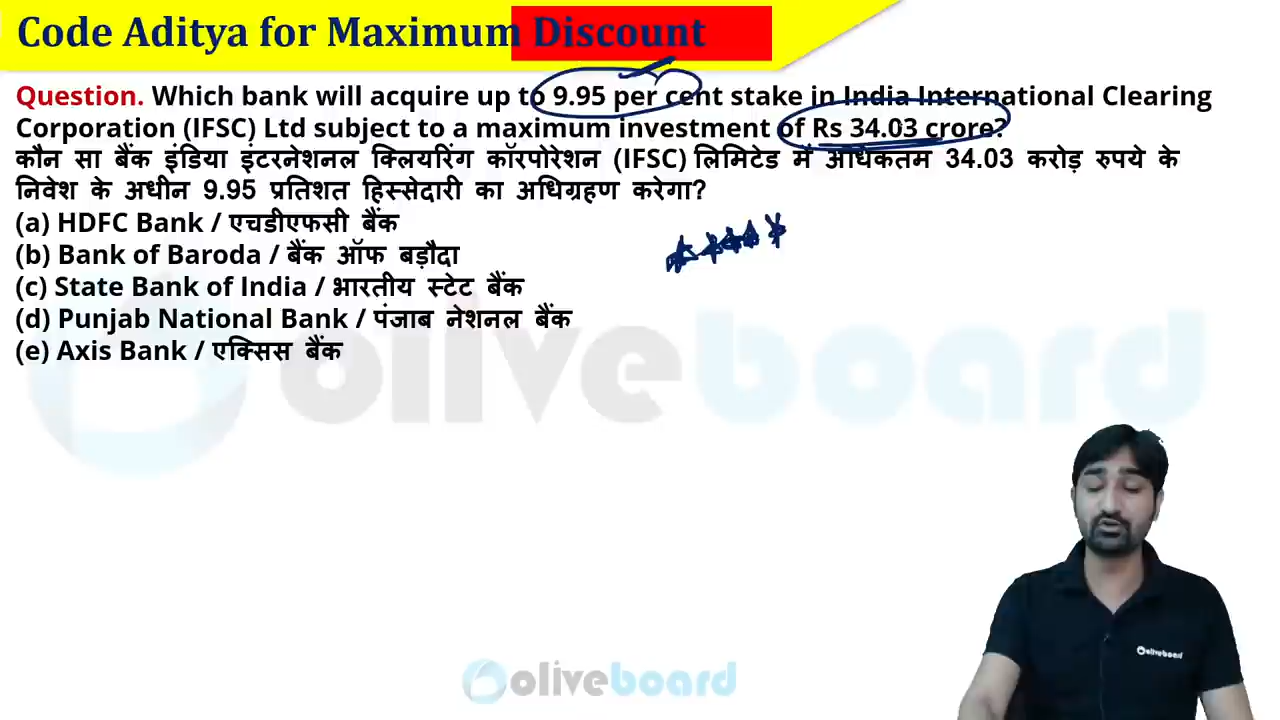 Code Aditya for Maximum Discount
Question. Which bank will acquire up to 9.95 per cent stake in India International Clearing
Corporation (IFSC) Ltd subject to a maximum investment of Rs 34.03 crore?
कौन सा बैंक इंडिया इंटरनेशनल क्लियरिंग कॉरपोरेशन (IFSC) लिमिटेड में अधिकतम 34.03 करोड़ रुपये के
निवेश के अधीन 9.95 प्रतिशत हिस्सेदारी का अधिग्रहण करेगा?
(a) HDFC Bank / एचडीएफसी बैंक
(b) Bank of Baroda / बैंक ऑफ बड़ौदा
(c) State Bank of India / भारतीय स्टेट बैंक
(d) Punjab National Bank / पंजाब नेशनल बैंक
(e) Axis Bank / एक्सिस बैंक
oliveboard
oliveboard
oliveboard